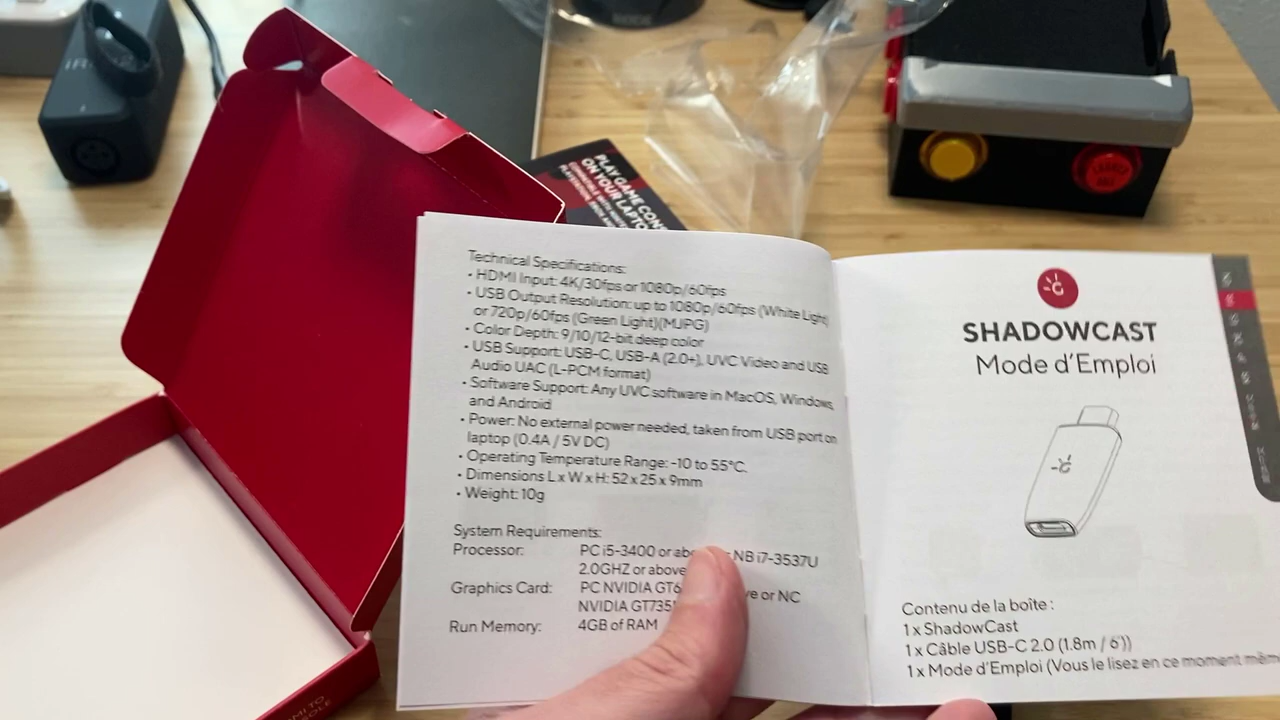 PLAY GAME CON
ON YOUR LAPTO
Technical Specifications:
• HDMI Input: 4K/30fps or 1080p/60fps
• USB Output Resolution: up to 1080p/60fps (White Light)
or 720p/60fps (Green Light)(MJPG)
• Color Depth: 9/10/12-bit deep color
• USB Support: USB-C, USB-A (2.0+), UVC Video and USB
Audio UAC (L-PCM format)
• Software Support: Any UVC software in MacOS, Windows,
and Android
• Power: No external power needed, taken from USB port on
laptop (0.4A / 5V DC)
• Operating Temperature Range: -10 to 55°C.
• Dimensions L x W x H: 52 x 25 x 9mm
• Weight: 10g
System Requirements:
Processor: PC i5-3400 or NB i7-3537U
2.0GHZ or above
Graphics Card: PC NVIDIA or NC
NVIDIA
Run Memory: 4GB of RAM
SHADOWCAST
Mode d'Emploi
Contenu de la boîte :
1 x ShadowCast
1 x Câble USB-C 2.0 (1.8m / 6'))
1 x Mode d'Emploi (Vous le lisez en ce moment même